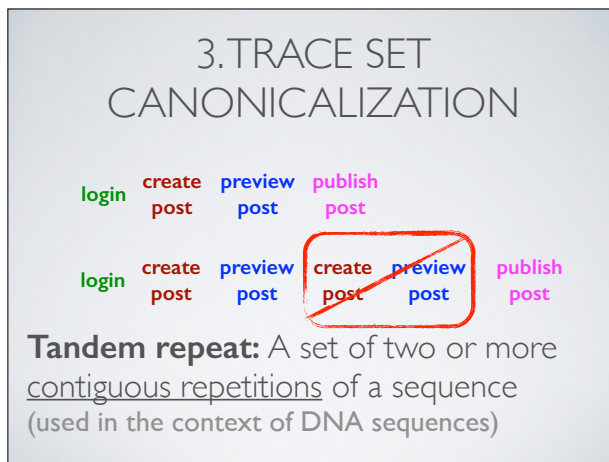 3. TRACE SET
CANONICALIZATION
login create post preview post publish post
login create post preview post create post preview post publish post
Tandem repeat: A set of two or more
contiguous repetitions of a sequence
(used in the context of DNA sequences)